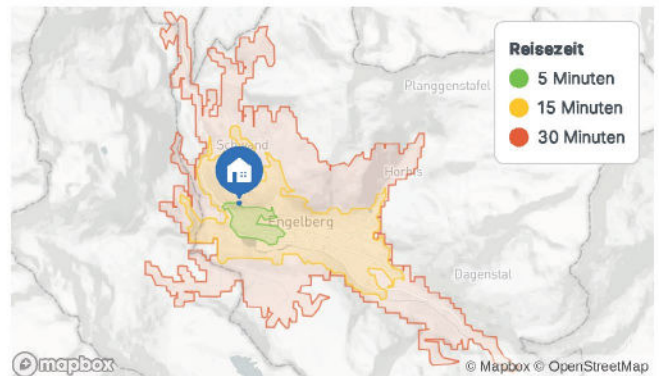 Reisezeit
5 Minuten
15 Minuten
30 Minuten
Planggenstafel
Schwand
Horbis
Engelberg
Dagenstal
mapbox
© Mapbox © OpenStreetMap